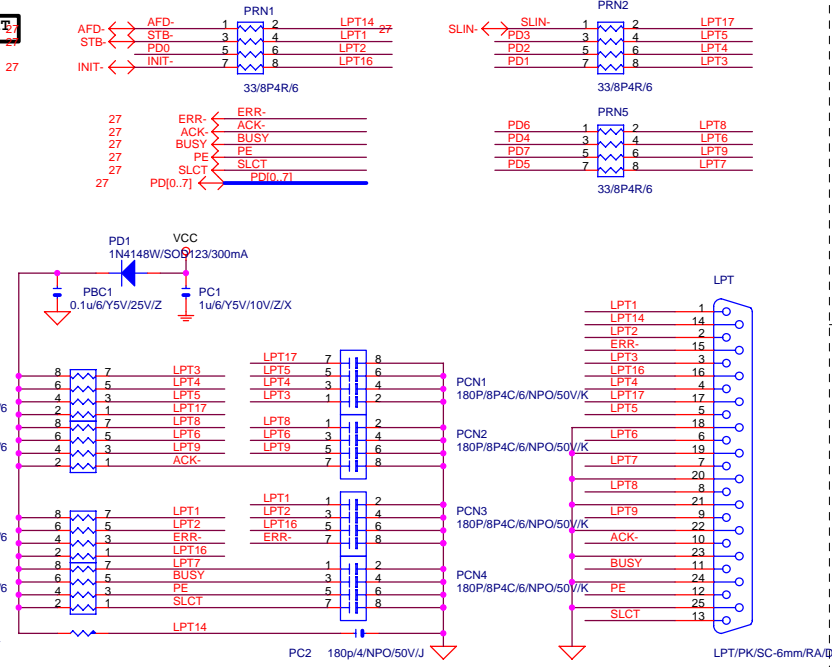 PRN1
PRN2
T
27
AFD- AFD- 1 2 LPT14 27
27
STB- STB- 3 4 LPT1
PD0 5 6 LPT2
27 INIT- INIT- 7 8 LPT16
33/8P4R/6
SLIN- SLIN- 1 2 LPT17
PD3 3 4 LPT5
PD2 5 6 LPT4
PD1 7 8 LPT3
33/8P4R/6
27 ERR- ERR-
27 ACK- ACK-
27 BUSY BUSY
27 PE PE
27 SLCT SLCT
27 PD[0..7] PD[0..7]
PRN5
PD6 1 2 LPT8
PD4 3 4 LPT6
PD7 5 6 LPT9
PD5 7 8 LPT7
33/8P4R/6
PD1 VCC
1N4148W/SOD123/300mA
PBC1
0.1u/6/Y5V/25V/Z
PC1
1u/6/Y5V/10V/Z/X
8 7 LPT3
6 5 LPT4
4 3 LPT5
2 1 LPT17
8 7 LPT8
6 5 LPT6
4 3 LPT9
2 1 ACK-
/6
/6
LPT17 7 8
LPT5 5 6
LPT4 3 4
LPT3 1 2
PCN1
180P/8P4C/6/NPO/50V/K
LPT8 1 2
LPT6 3 4
LPT9 5 6
7 8
PCN2
180P/8P4C/6/NPO/50V/K
8 7 LPT1
6 5 LPT2
4 3 ERR-
2 1 LPT16
8 7 LPT7
6 5 BUSY
4 3 PE
2 1 SLCT
/6
/6
LPT1 1 2
LPT2 3 4
LPT16 5 6
ERR- 7 8
PCN3
180P/8P4C/6/NPO/50V/K
1 2
3 4
5 6
7 8
PCN4
180P/8P4C/6/NPO/50V/K
LPT14
PC2 180p/4/NPO/50V/J
LPT
LPT1 1
LPT14 14
LPT2 2
ERR- 15
LPT3 3
LPT16 16
LPT4 4
LPT17 17
LPT5 5
18
LPT6 6
19
LPT7 7
20
LPT8 8
21
LPT9 9
22
ACK- 10
23
BUSY 11
24
PE 12
25
SLCT 13
LPT/PK/SC-6mm/RA/D